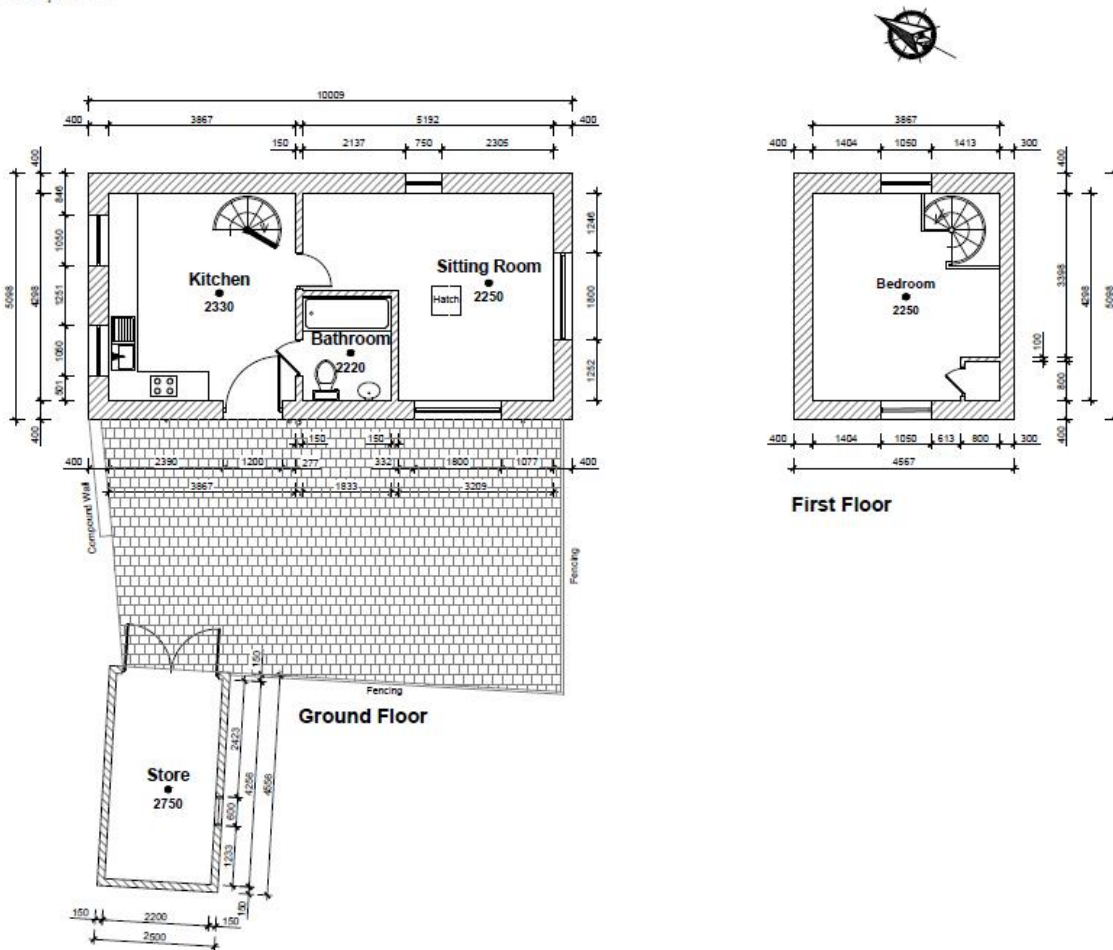 10009
400 3867 5192 400
150 2137 750 2305
400
846
1050
1251
1060
501
400
4298
5098
Kitchen
2330
Sitting Room
2250
Hatch
Bathroom
2220
1246
1800
1252
150 150
400 2390 1200 277 332 1800 1077 400
3867 1833 3209
Compound Wall
Fencing
Fencing
Ground Floor
Store
2750
150
2423
4256
4556
600
1233
150
150 2200 150
2500
3867
400 1404 1050 1413 300
400
Bedroom
2250
3398
4298
5098
100
800
400
400 1404 1050 613 800 300
4567
First Floor